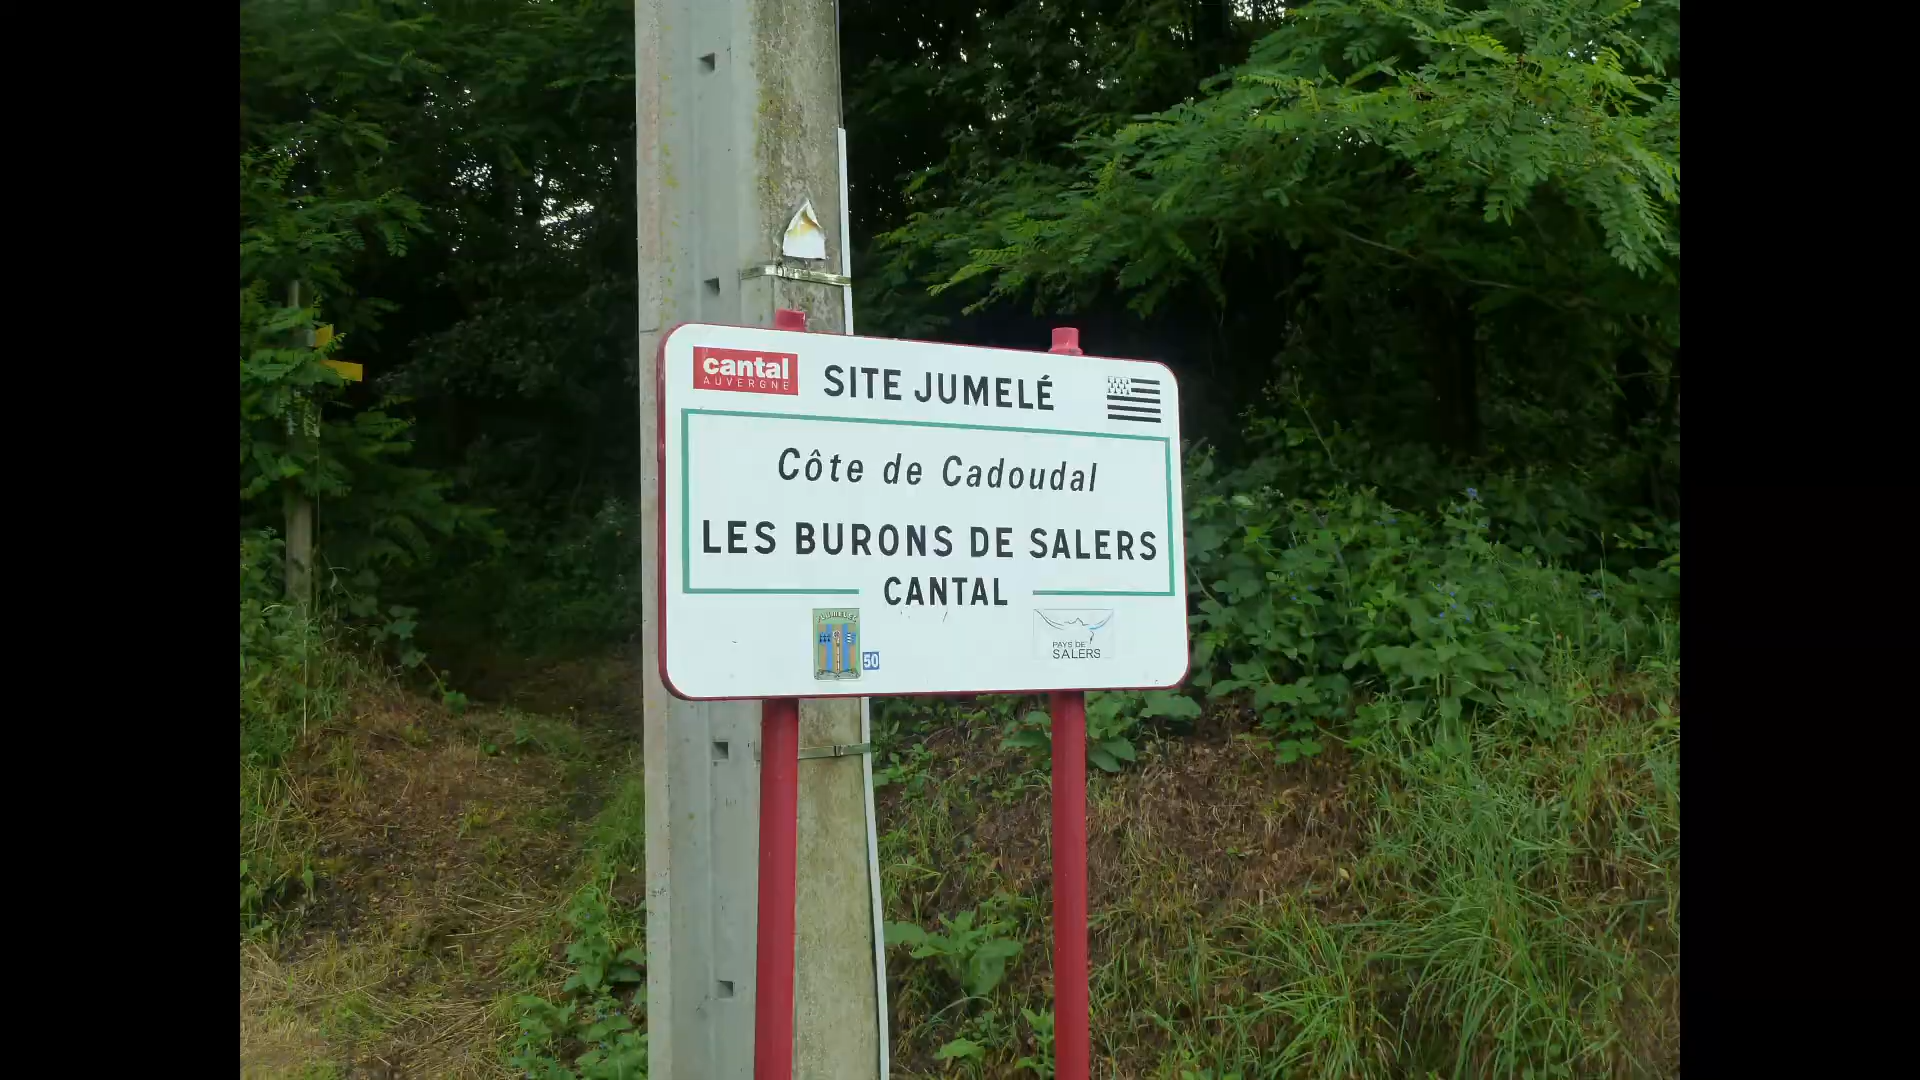 cantal
AUVERGNE
SITE JUMELÉ
Côte de Cadoudal
LES BURONS DE SALERS
CANTAL
50
PAYS DE
SALERS